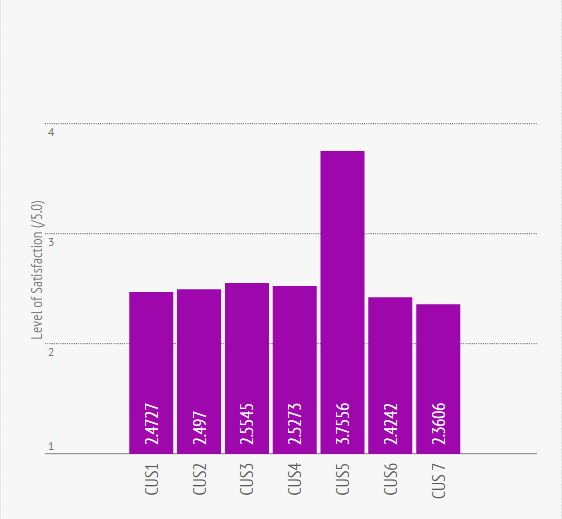 4
3
2
1
Level of Satisfaction (/5.0)
2.4727
2.497
2.5545
2.5273
3.7556
2.4242
2.3606
CUS1
CUS2
CUS3
CUS4
CUS5
CUS6
CUS 7